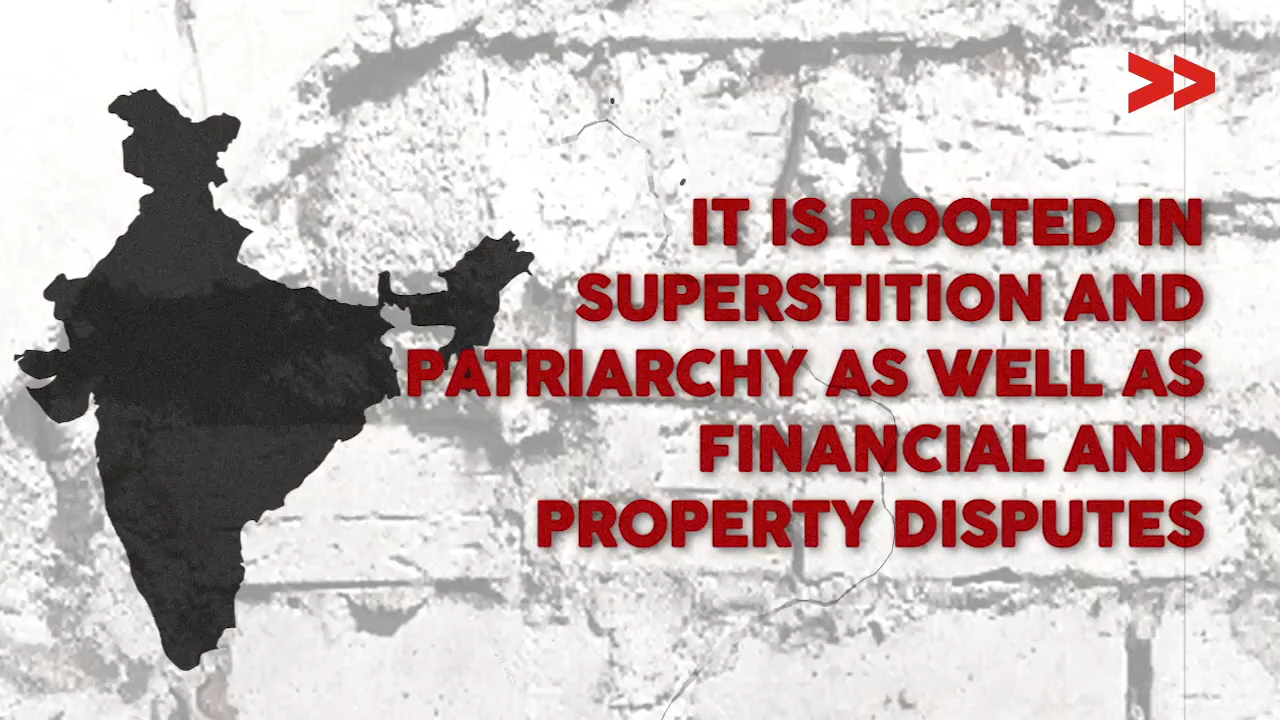 IT IS ROOTED IN
SUPERSTITION AND
PATRIARCHY AS WELL AS
FINANCIAL AND
PROPERTY DISPUTES